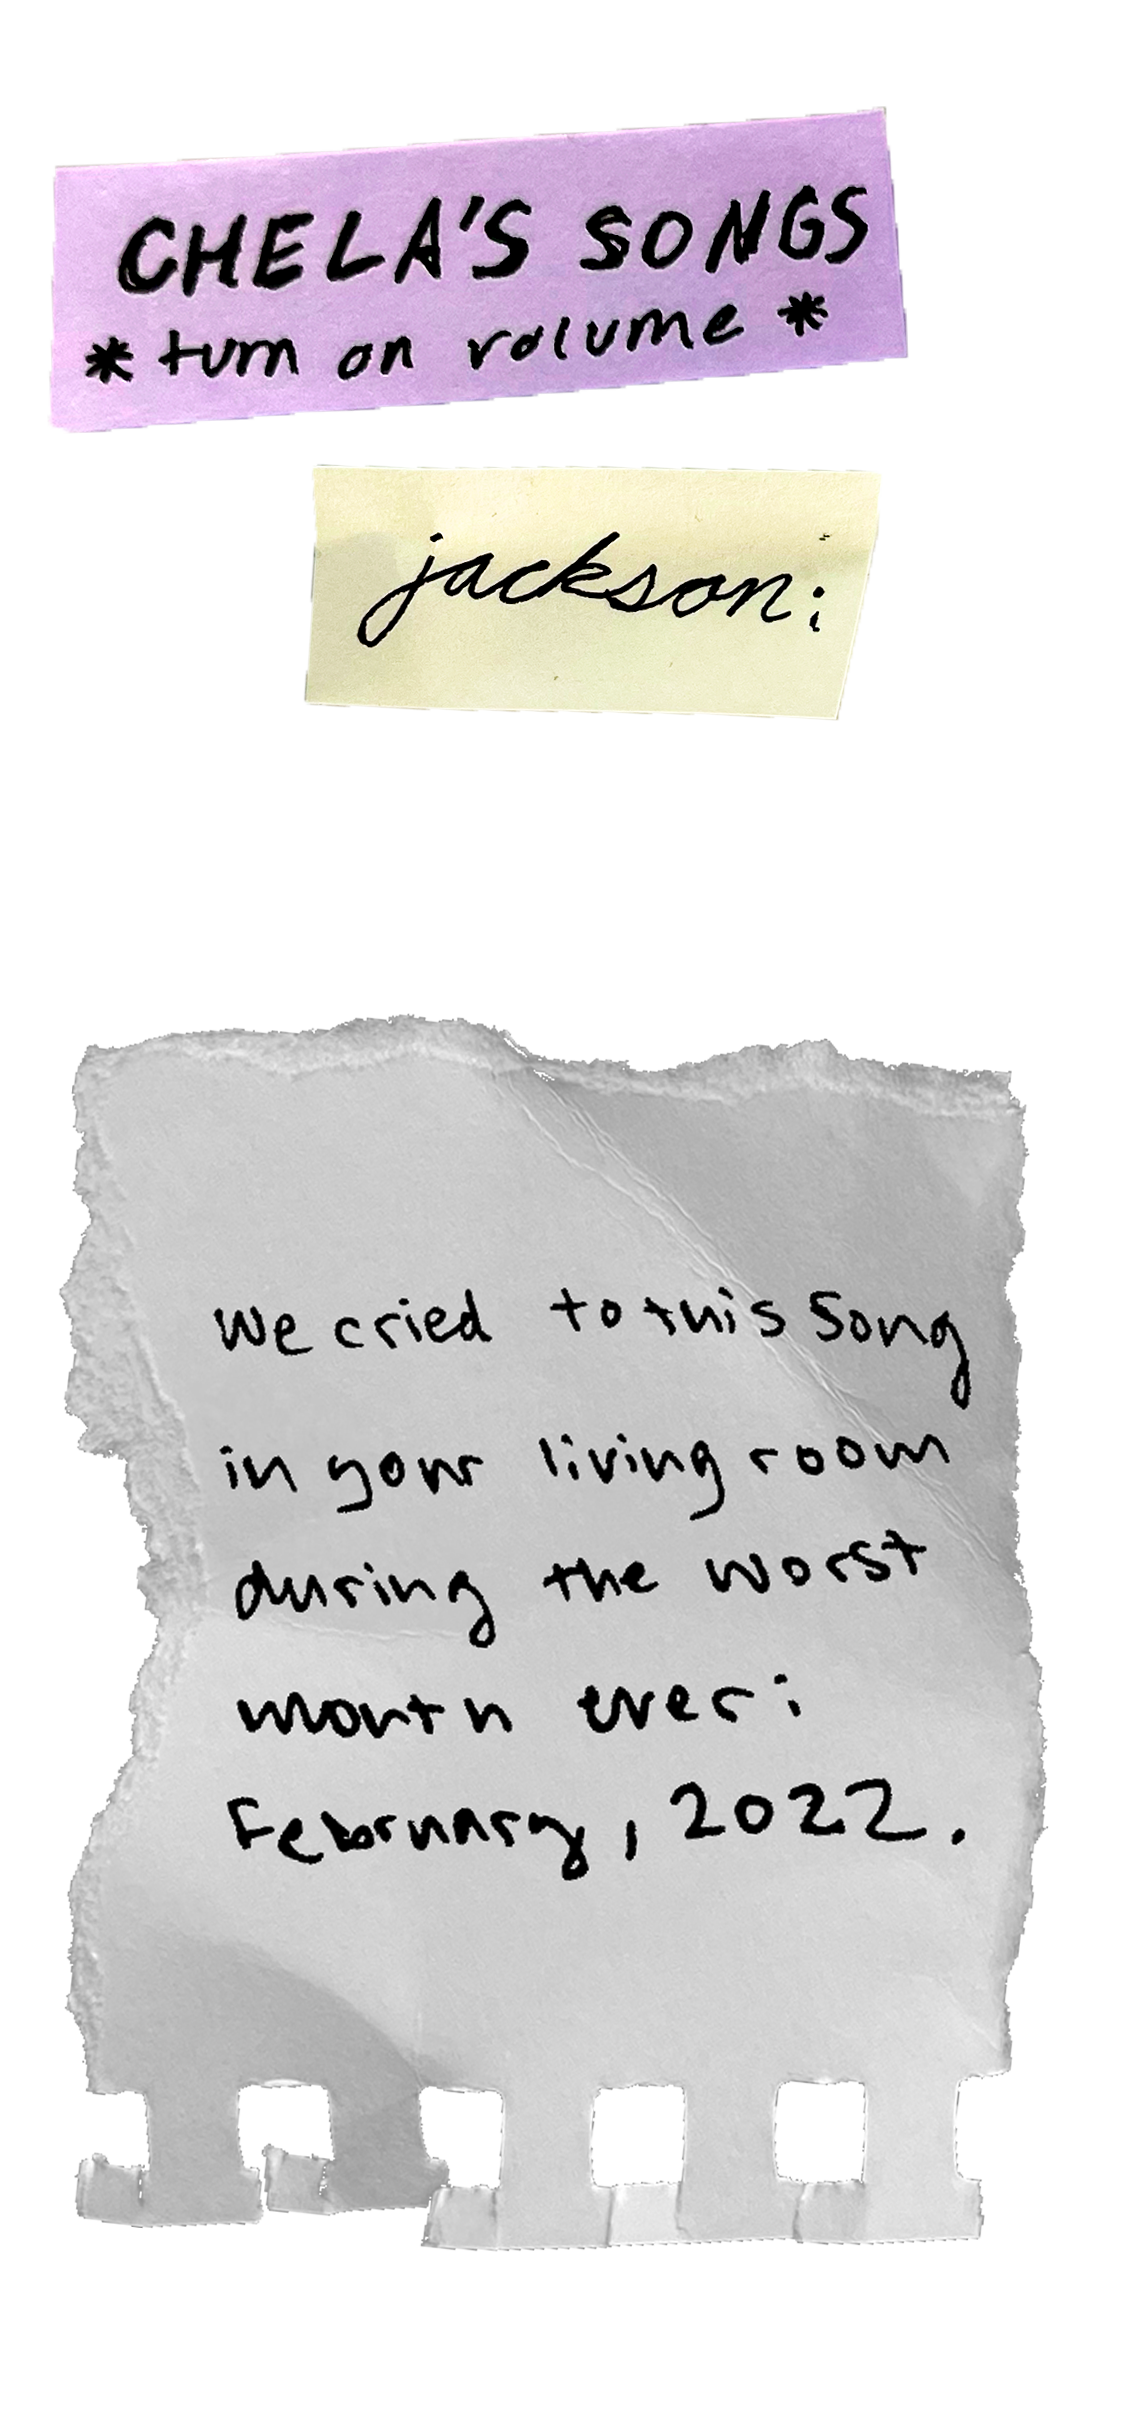 CHELA'S SONGS
* turn on volume *
jackson:
We cried to this song
in your living room
during the worst
month ever:
February, 2022.